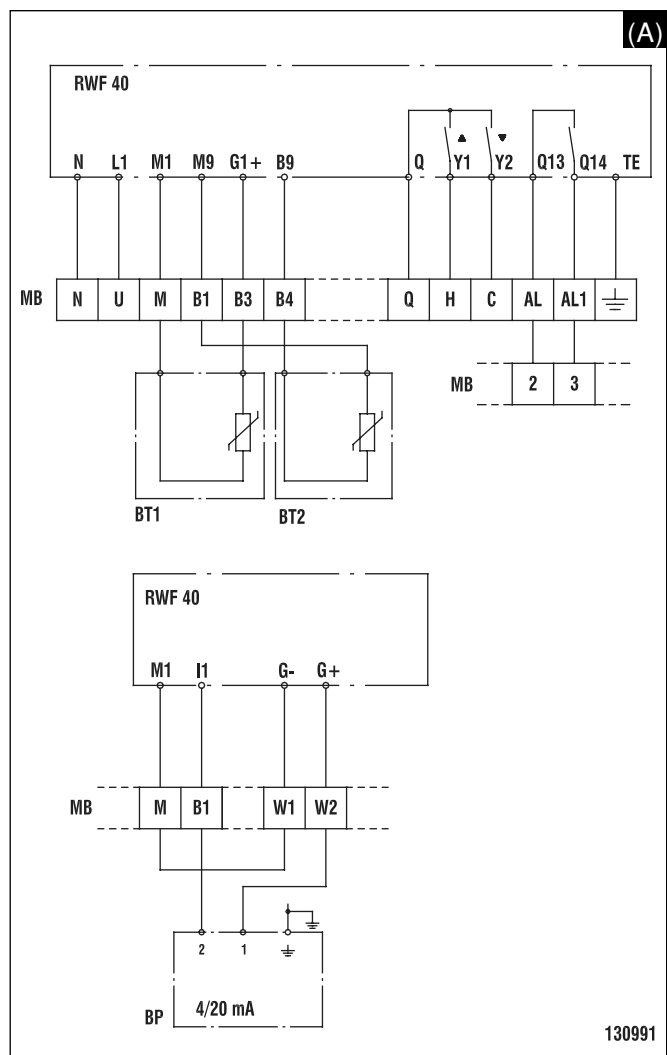 (A)
RWF 40
N L1 M1 M9 G1+ B9 Q Y1 Y2 Q13 Q14 TE
MB N U M B1 B3 B4 Q H C AL AL1
MB 2 3
BT1 BT2
RWF 40
M1 I1 G- G+
MB M B1 W1 W2
2 1
BP 4/20 mA
130991